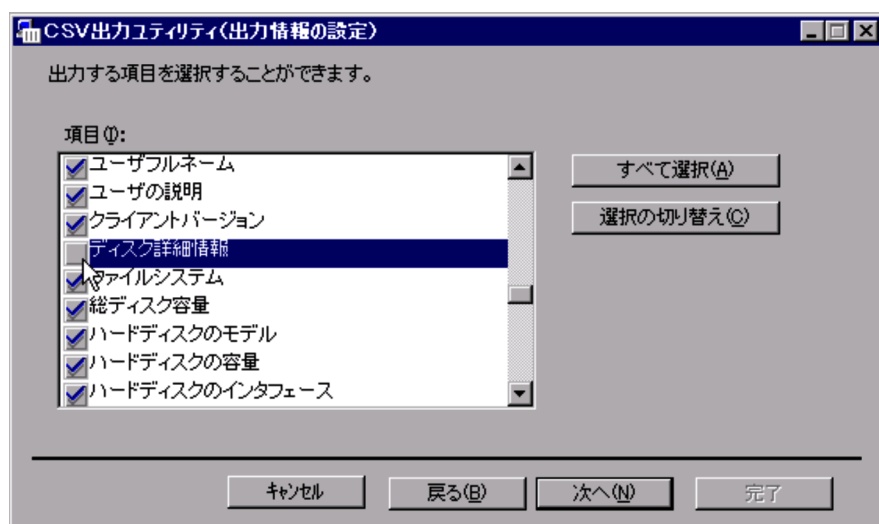 CSV出力ユティリティ(出力情報の設定)
出力する項目を選択することができます。
項目(I):
ユーザフルネーム
ユーザの説明
クライアントバージョン
ディスク詳細情報
ファイルシステム
総ディスク容量
ハードディスクのモデル
ハードディスクの容量
ハードディスクのインタフェース
すべて選択(A)
選択の切り替え(C)
キャンセル
戻る(B)
次へ(N)
完了